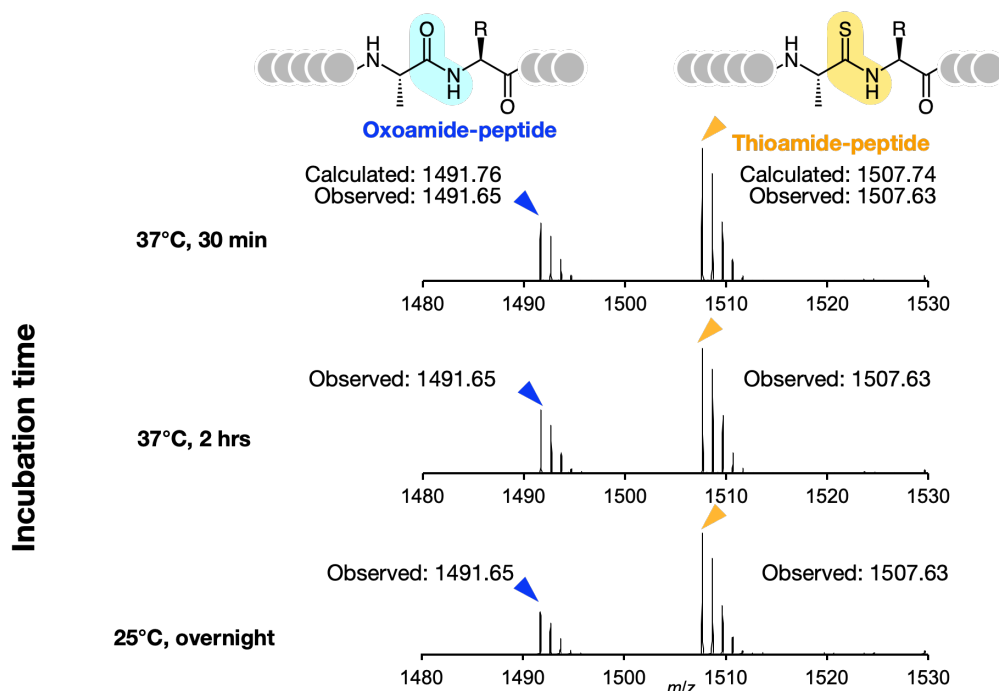 O
R
H
N
N
H
O
S
R
H
N
N
H
O
Oxoamide-peptide
Thioamide-peptide
Calculated: 1491.76
Observed: 1491.65
Calculated: 1507.74
Observed: 1507.63
37°C, 30 min
1480 1490 1500 1510 1520 1530
Observed: 1491.65
Observed: 1507.63
37°C, 2 hrs
1480 1490 1500 1510 1520 1530
Observed: 1491.65
Observed: 1507.63
25°C, overnight
1480 1490 1500 1510 1520 1530
m/z
Incubation time